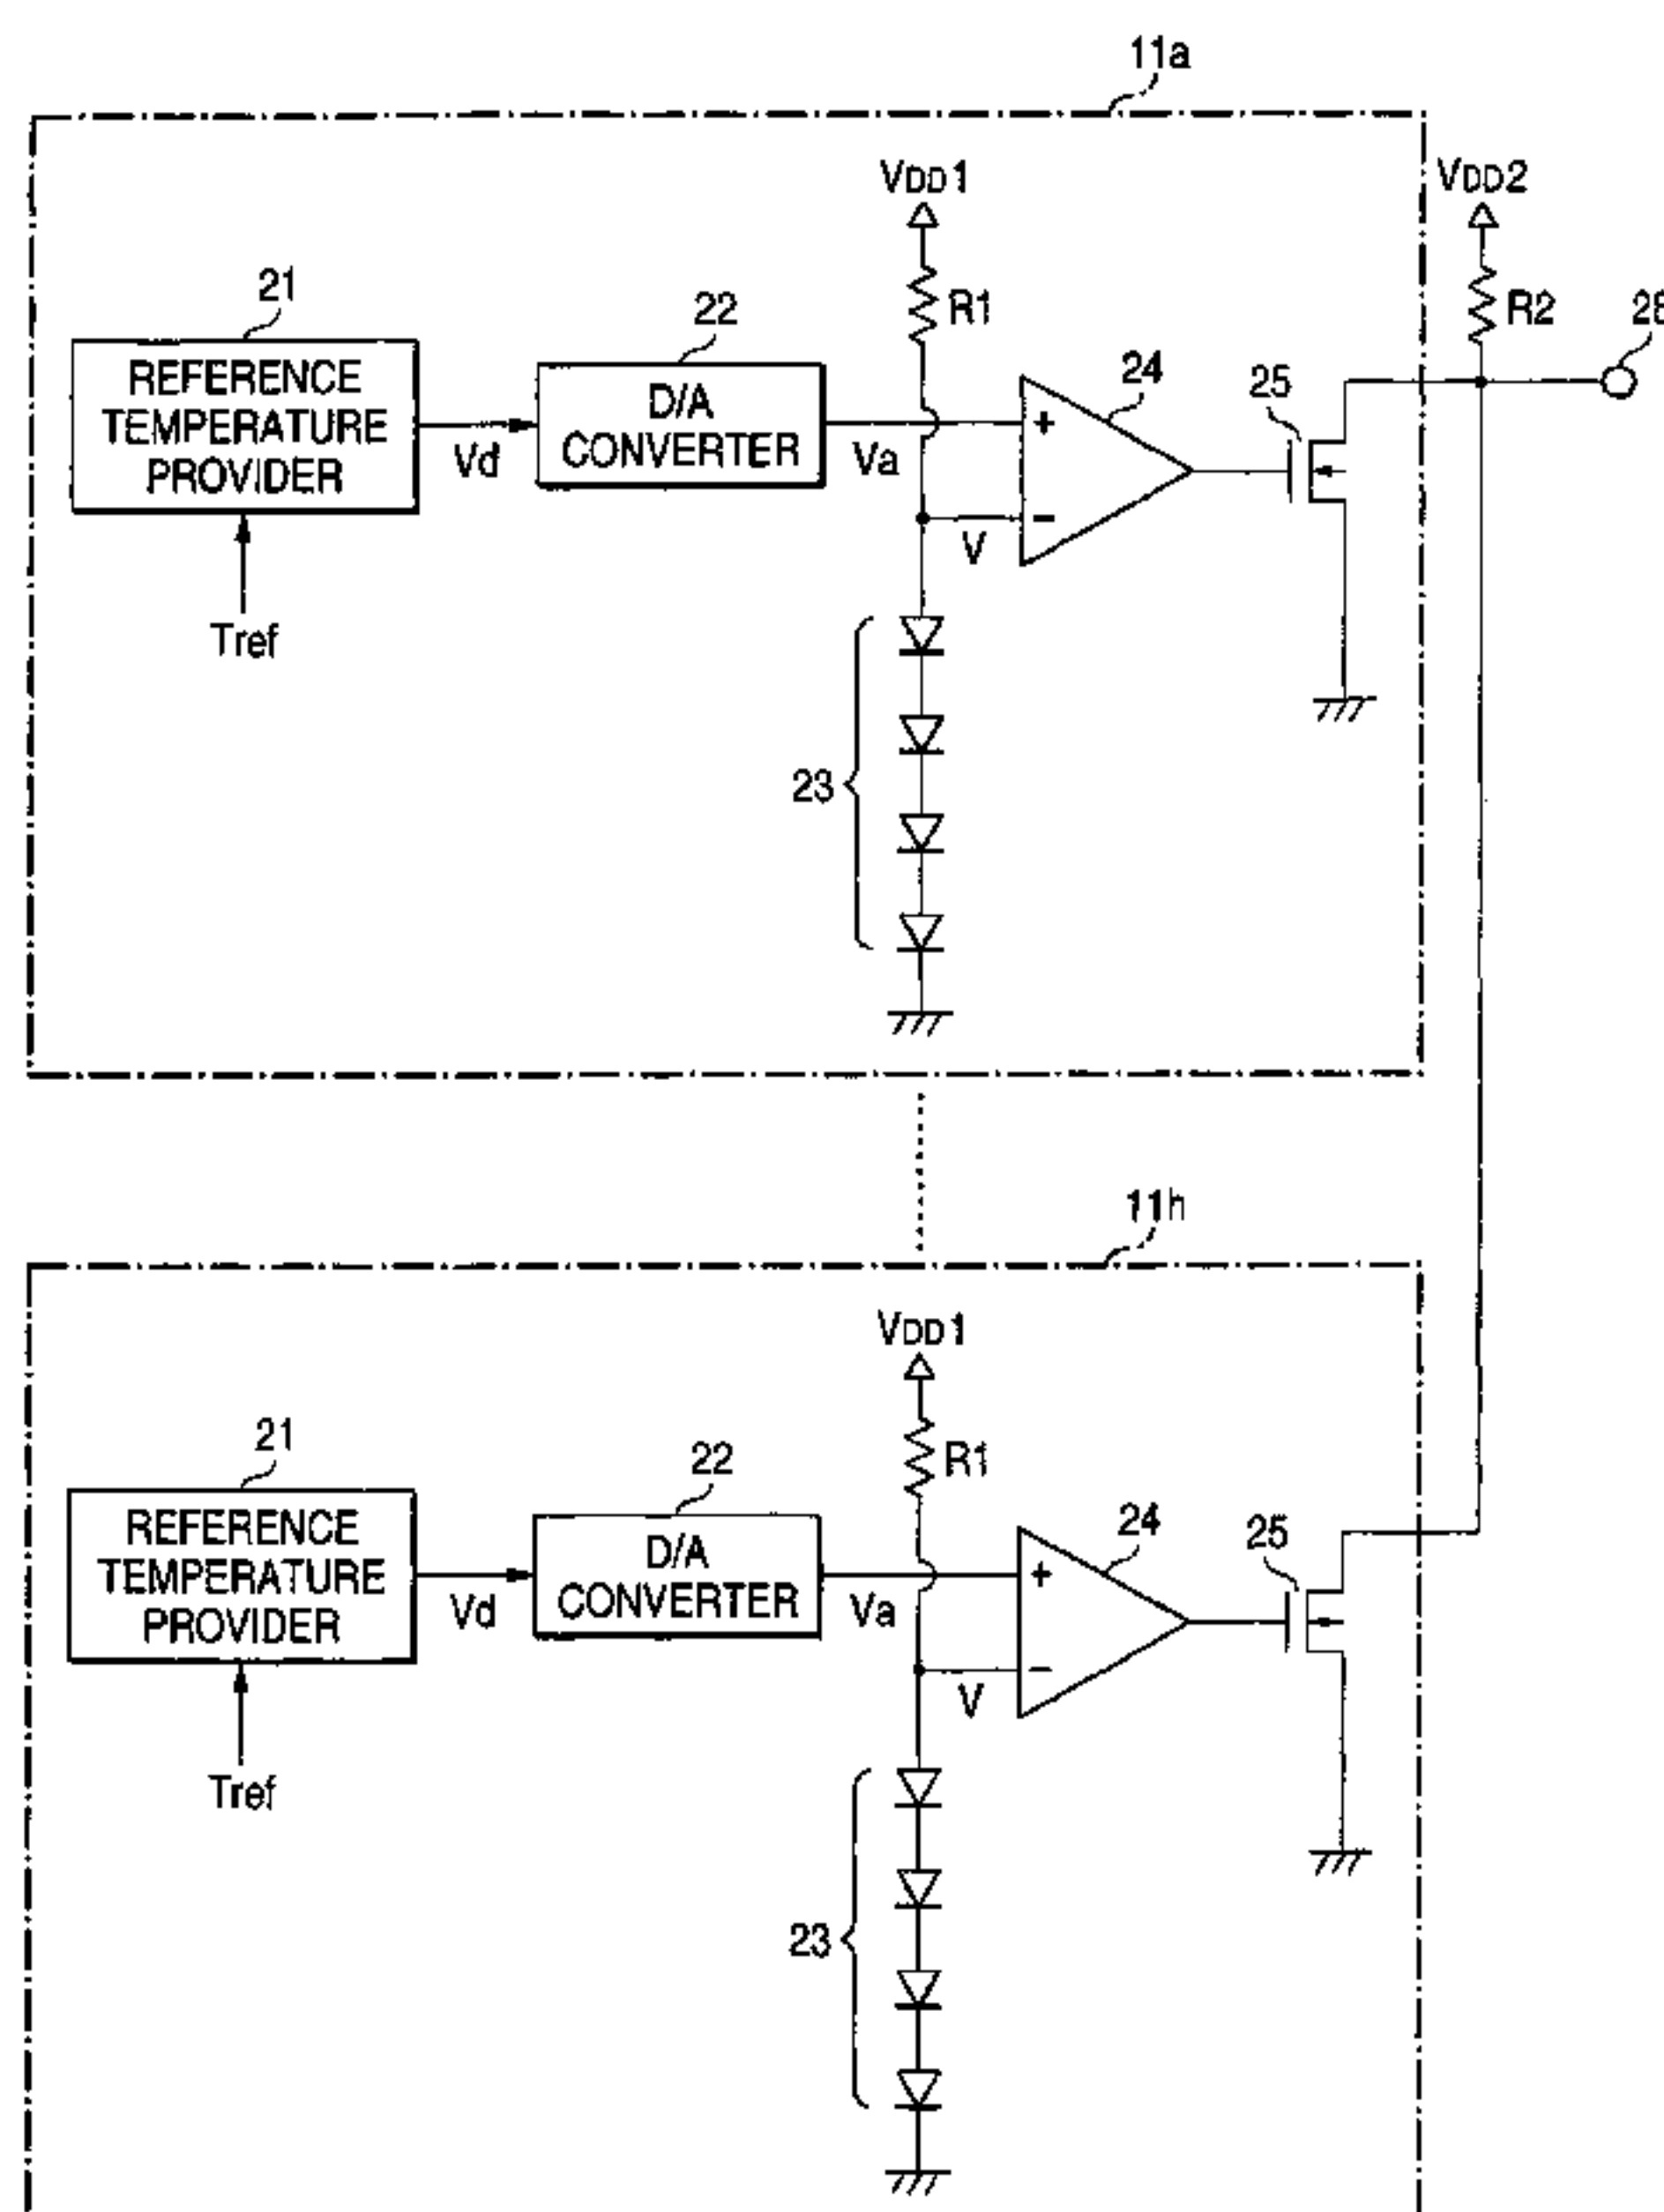 11a
VDD1
VDD2
21
22
R1
R2
28
REFERENCE
TEMPERATURE
PROVIDER
D/A
CONVERTER
24
25
+
Vd
Va
−
V
Tref
23
11h
VDD1
21
22
R1
REFERENCE
TEMPERATURE
PROVIDER
D/A
CONVERTER
24
25
+
Vd
Va
−
V
Tref
23